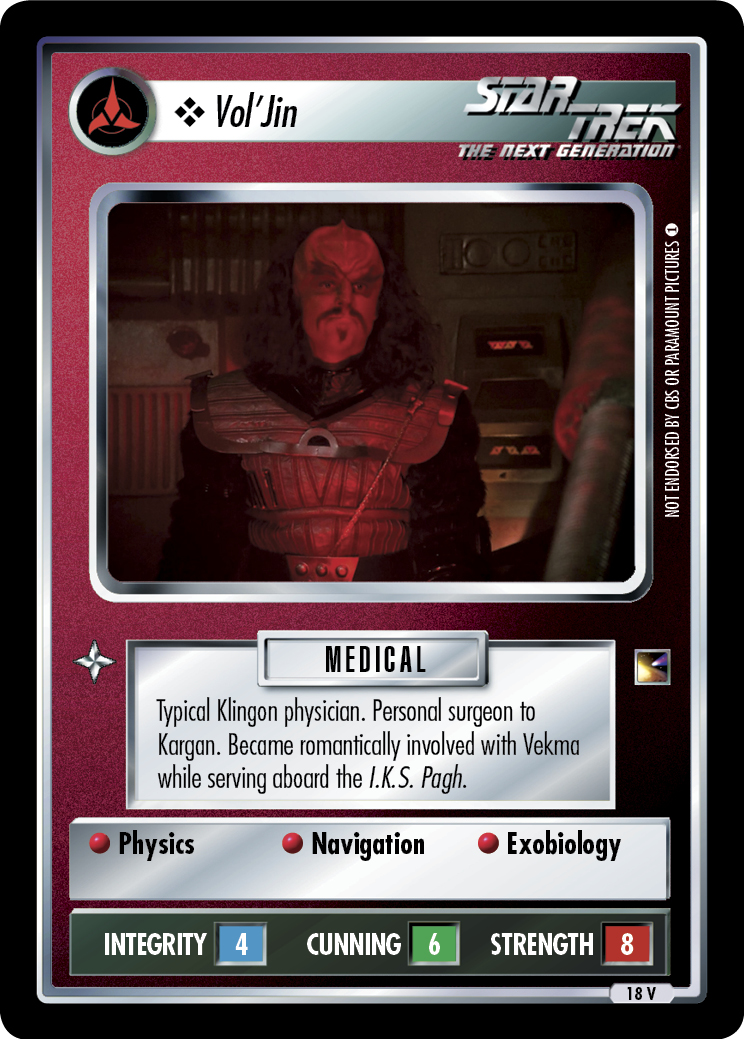 ❖ Vol'Jin
STAR TREK
THE NEXT GENERATION
NOT ENDORSED BY CBS OR PARAMOUNT PICTURES 1
MEDICAL
Typical Klingon physician. Personal surgeon to
Kargan. Became romantically involved with Vekma
while serving aboard the I.K.S. Pagh.
Physics Navigation Exobiology
INTEGRITY 4 CUNNING 6 STRENGTH 8
18 V